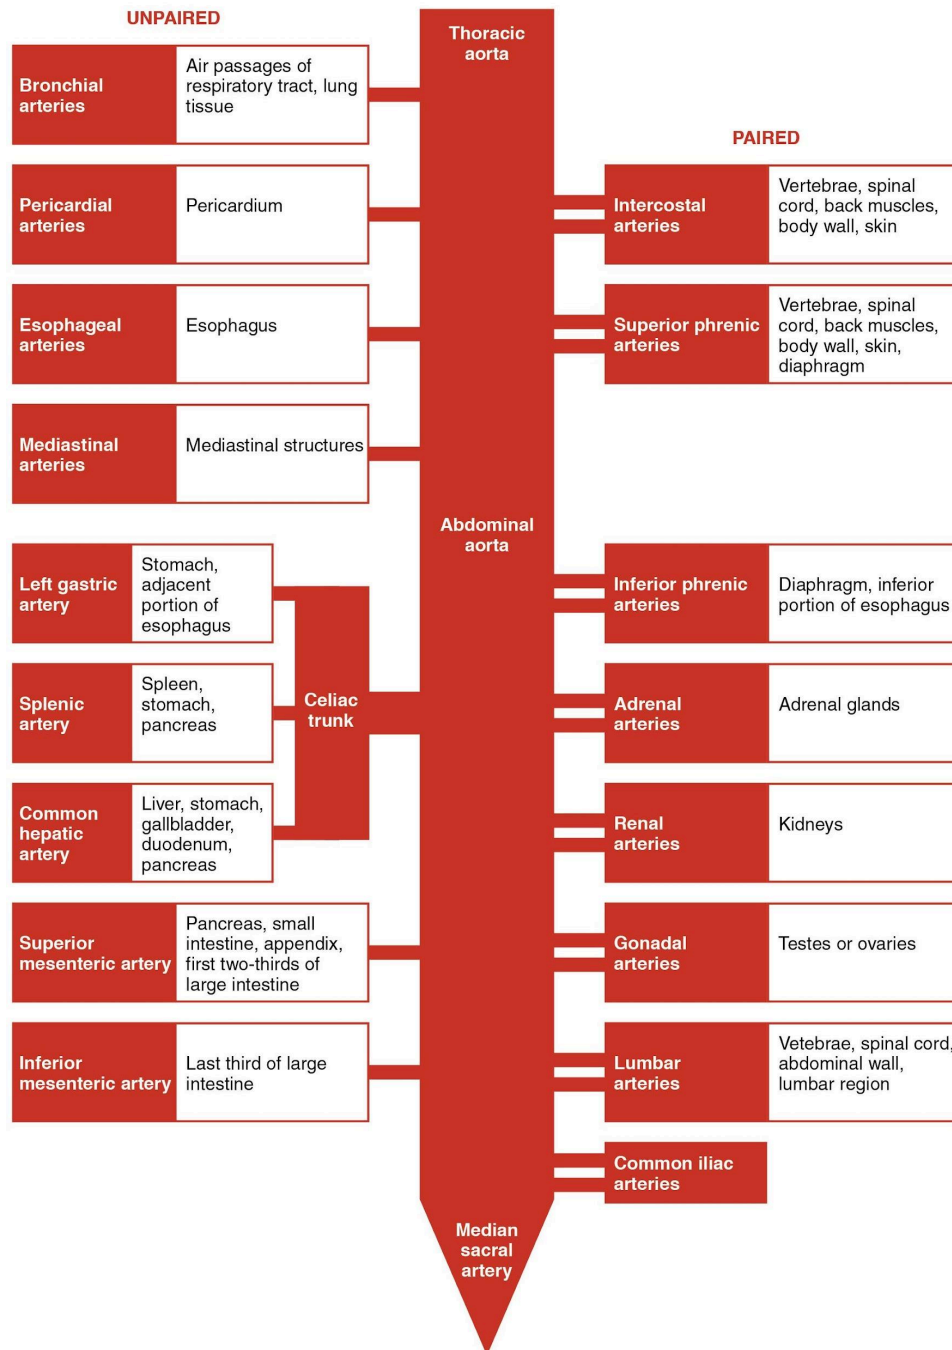 UNPAIRED
Thoracic
aorta
Bronchial
arteries
Air passages of
respiratory tract, lung
tissue
PAIRED
Pericardial
arteries
Pericardium
Intercostal
arteries
Vertebrae, spinal
cord, back muscles,
body wall, skin
Esophageal
arteries
Esophagus
Superior phrenic
arteries
Vertebrae, spinal
cord, back muscles,
body wall, skin,
diaphragm
Mediastinal
arteries
Mediastinal structures
Abdominal
aorta
Left gastric
artery
Stomach,
adjacent
portion of
esophagus
Inferior phrenic
arteries
Diaphragm, inferior
portion of esophagus
Splenic
artery
Spleen,
stomach,
pancreas
Celiac
trunk
Adrenal
arteries
Adrenal glands
Common
hepatic
artery
Liver, stomach,
gallbladder,
duodenum,
pancreas
Renal
arteries
Kidneys
Superior
mesenteric artery
Pancreas, small
intestine, appendix,
first two-thirds of
large intestine
Gonadal
arteries
Testes or ovaries
Inferior
mesenteric artery
Last third of large
intestine
Lumbar
arteries
Vetebrae, spinal cord,
abdominal wall,
lumbar region
Common iliac
arteries
Median
sacral
artery